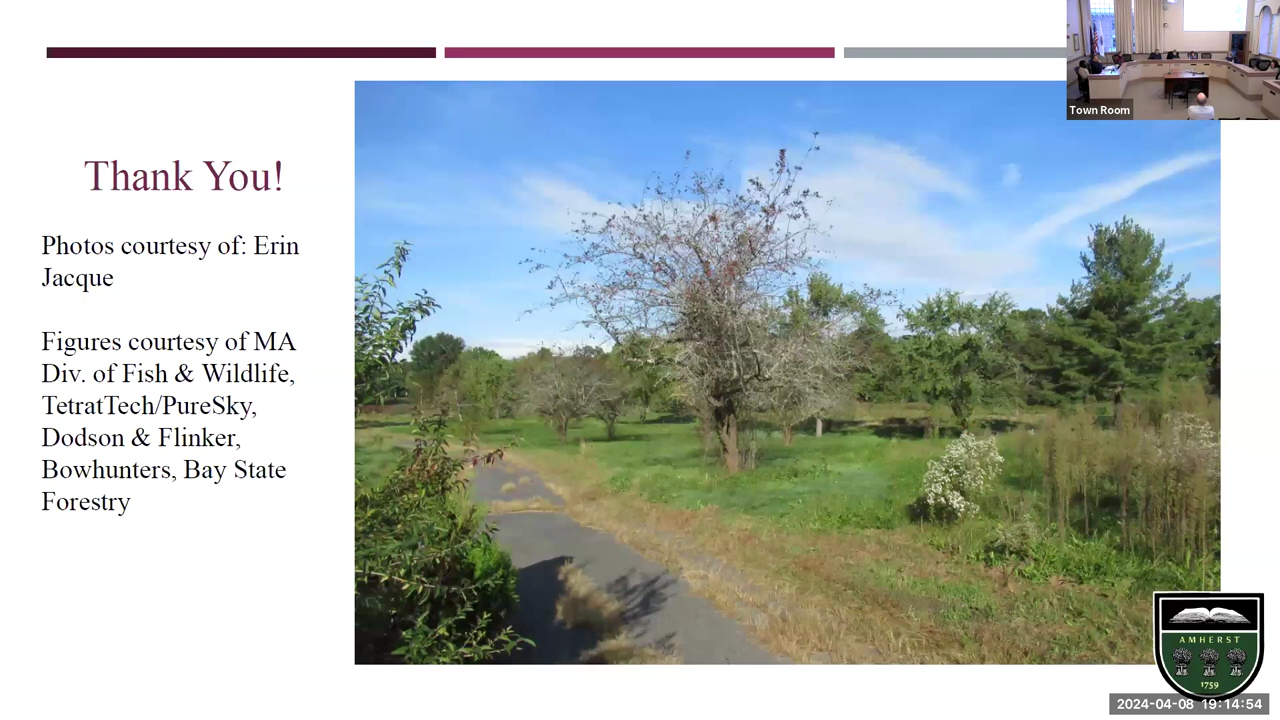 Town Room
Thank You!
Photos courtesy of: Erin
Jacque
Figures courtesy of MA
Div. of Fish & Wildlife,
TetratTech/PureSky,
Dodson & Flinker,
Bowhunters, Bay State
Forestry
AMHERST
1759
2024-04-08 19:14:54